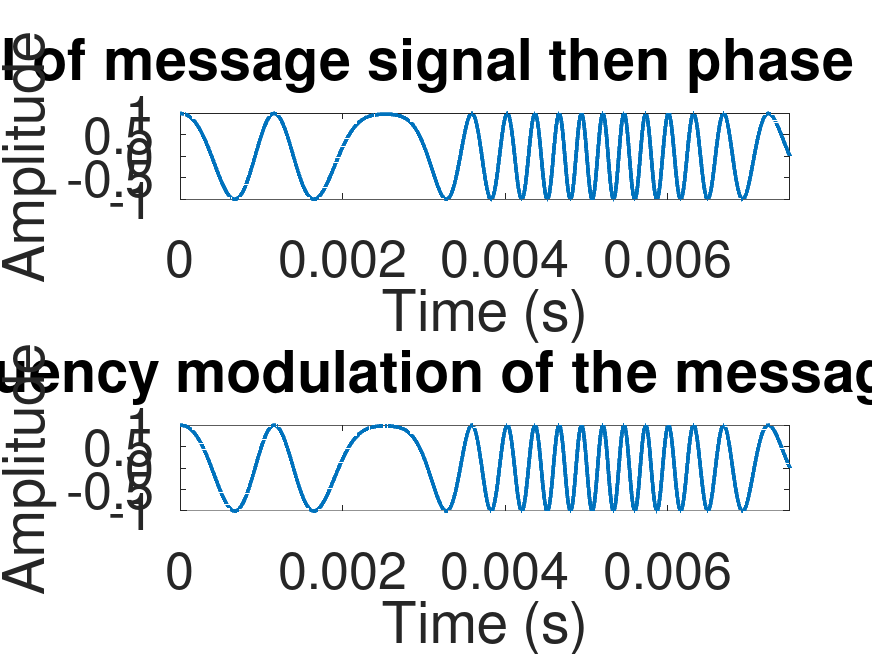 of message signal then phase
Amplitude
1
0.5
0
-0.5
-1
0 0.002 0.004 0.006
Time (s)
uency modulation of the messag
Amplitude
1
0.5
0
-0.5
-1
0 0.002 0.004 0.006
Time (s)